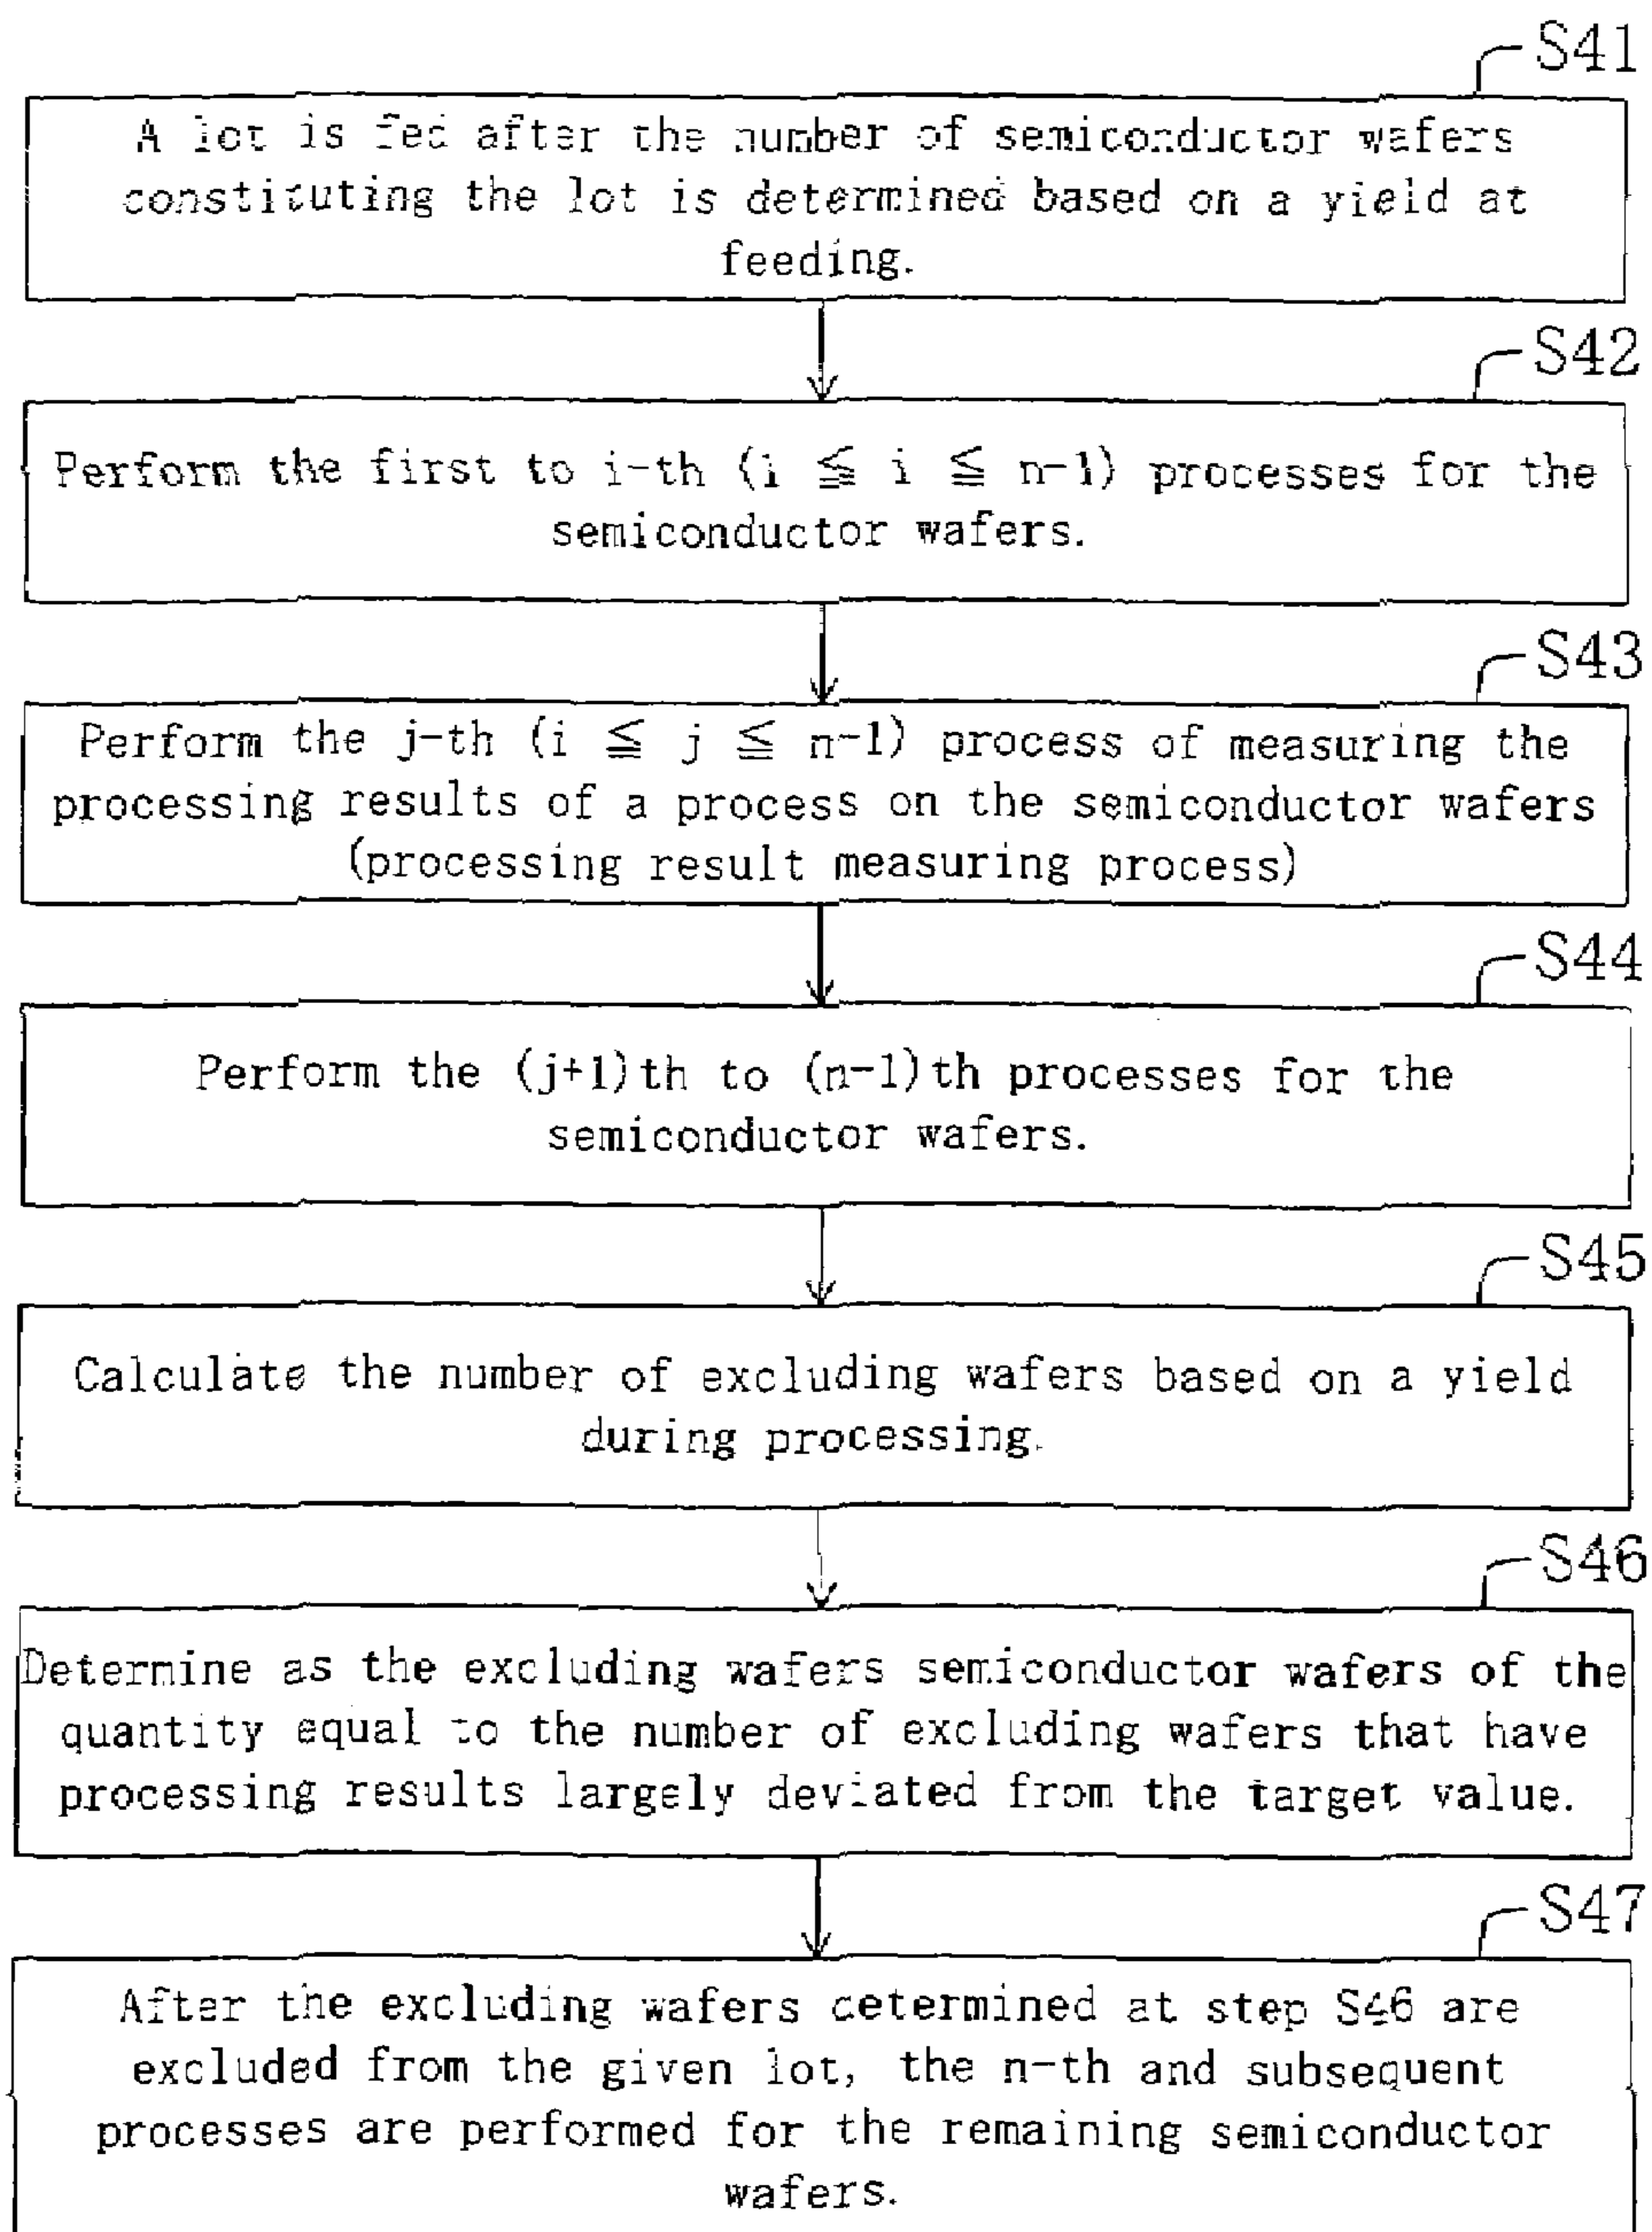 S41
A lot is fed after the number of semiconductor wafers
constituting the lot is determined based on a yield at
feeding.
S42
Perform the first to i-th (i ≦ i ≦ n-1) processes for the
semiconductor wafers.
S43
Perform the j-th (i ≦ j ≦ n-1) process of measuring the
processing results of a process on the semiconductor wafers
(processing result measuring process)
S44
Perform the (j+1)th to (n-1)th processes for the
semiconductor wafers.
S45
Calculate the number of excluding wafers based on a yield
during processing.
S46
Determine as the excluding wafers semiconductor wafers of the
quantity equal to the number of excluding wafers that have
processing results largely deviated from the target value.
S47
After the excluding wafers determined at step S46 are
excluded from the given lot, the n-th and subsequent
processes are performed for the remaining semiconductor
wafers.